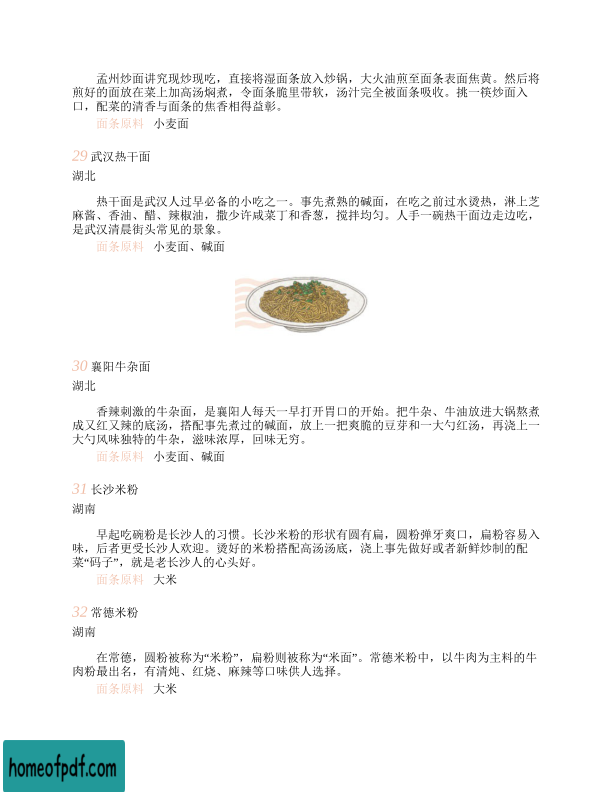 孟州炒面讲究现炒现吃，直接将湿面条放入炒锅，大火油煎至面条表面焦黄。然后将
煎好的面放在菜上加高汤焖煮，令面条脆里带软，汤汁完全被面条吸收。挑一筷炒面入
口，配菜的清香与面条的焦香相得益彰。
面条原料 小麦面
29 武汉热干面
湖北
热干面是武汉人过早必备的小吃之一。事先煮熟的碱面，在吃之前过水烫热，淋上芝
麻酱、香油、醋、辣椒油，撒少许咸菜丁和香葱，搅拌均匀。人手一碗热干面边走边吃，
是武汉清晨街头常见的景象。
面条原料 小麦面、碱面
30 襄阳牛杂面
湖北
香辣刺激的牛杂面，是襄阳人每天一早打开胃口的开始。把牛杂、牛油放进大锅熬煮
成又红又辣的底汤，搭配事先煮过的碱面，放上一把爽脆的豆芽和一大勺红汤，再浇上一
大勺风味独特的牛杂，滋味浓厚，回味无穷。
面条原料 小麦面、碱面
31 长沙米粉
湖南
早起吃碗粉是长沙人的习惯。长沙米粉的形状有圆有扁，圆粉弹牙爽口，扁粉容易入
味，后者更受长沙人欢迎。烫好的米粉搭配高汤汤底，浇上事先做好或者新鲜炒制的配
菜“码子”，就是老长沙人的心头好。
面条原料 大米
32 常德米粉
湖南
在常德，圆粉被称为“米粉”，扁粉则被称为“米面”。常德米粉中，以牛肉为主料的牛
肉粉最出名，有清炖、红烧、麻辣等口味供人选择。
面条原料 大米
homeofpdf.com